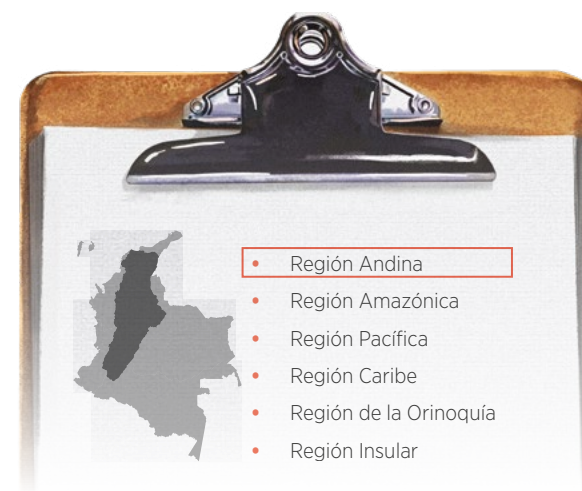 • Región Andina
• Región Amazónica
• Región Pacífica
• Región Caribe
• Región de la Orinoquía
• Región Insular